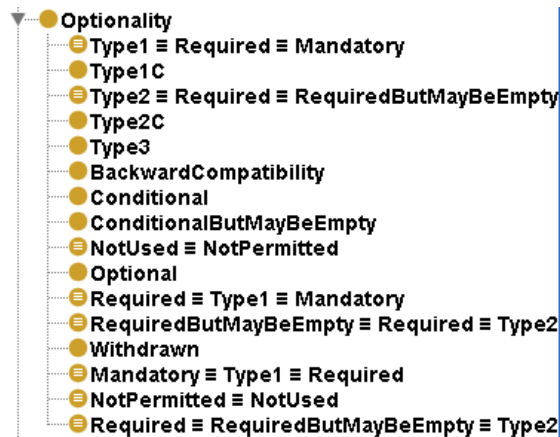 Optionality
Type1 ≡ Required ≡ Mandatory
Type1C
Type2 ≡ Required ≡ RequiredButMayBeEmpty
Type2C
Type3
BackwardCompatibility
Conditional
ConditionalButMayBeEmpty
NotUsed ≡ NotPermitted
Optional
Required ≡ Type1 ≡ Mandatory
RequiredButMayBeEmpty ≡ Required ≡ Type2
Withdrawn
Mandatory ≡ Type1 ≡ Required
NotPermitted ≡ NotUsed
Required ≡ RequiredButMayBeEmpty ≡ Type2